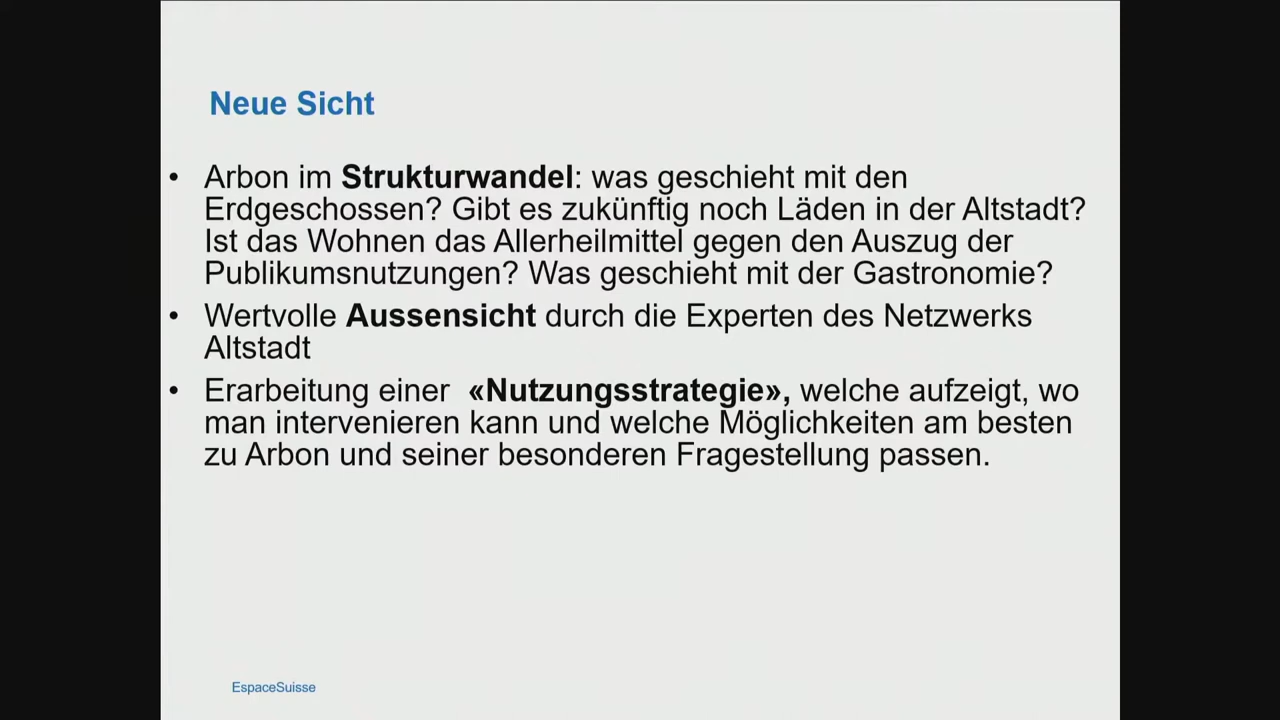 Neue Sicht
• Arbon im Strukturwandel: was geschieht mit den
Erdgeschossen? Gibt es zukünftig noch Läden in der Altstadt?
Ist das Wohnen das Allerheilmittel gegen den Auszug der
Publikumsnutzungen? Was geschieht mit der Gastronomie?
• Wertvolle Aussensicht durch die Experten des Netzwerks
Altstadt
• Erarbeitung einer «Nutzungsstrategie», welche aufzeigt, wo
man intervenieren kann und welche Möglichkeiten am besten
zu Arbon und seiner besonderen Fragestellung passen.
EspaceSuisse